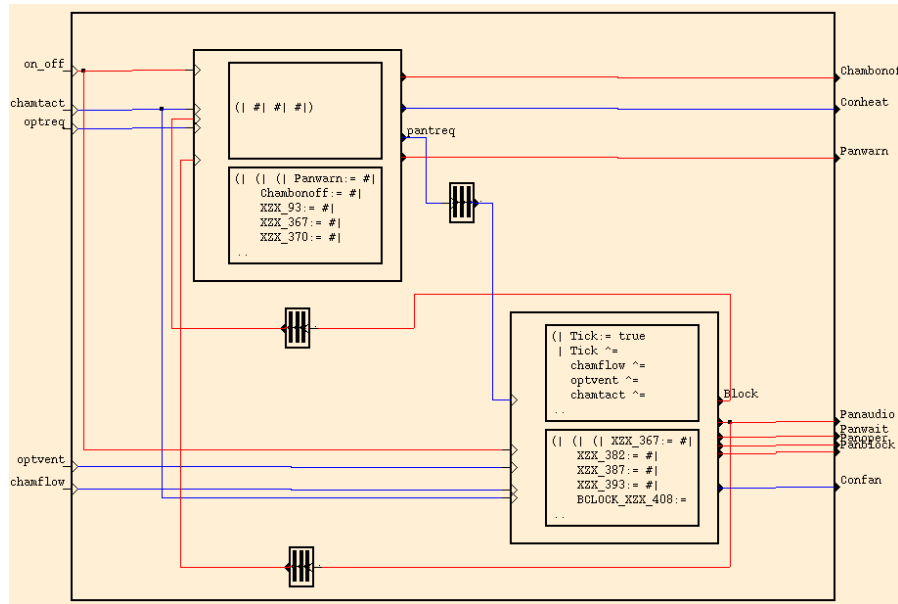 on_off
chamtact
optreq
(| #| #| #|)
Chambonof
Conheat
pantreq
Panwarn
(| (| (| Panwarn:= #|
Chambonoff:= #|
XZX_93:= #|
XZX_367:= #|
XZX_370:= #|
..
(| Tick:= true
| Tick ^=
chamflow ^=
optvent ^=
chamtact ^=
..
Block
Panaudio
Panwait
Panoper
Panblock
(| (| (| XZX_367:= #|
XZX_382:= #|
XZX_387:= #|
XZX_393:= #|
BCLOCK_XZX_408:=
..
optvent
chamflow
Confan